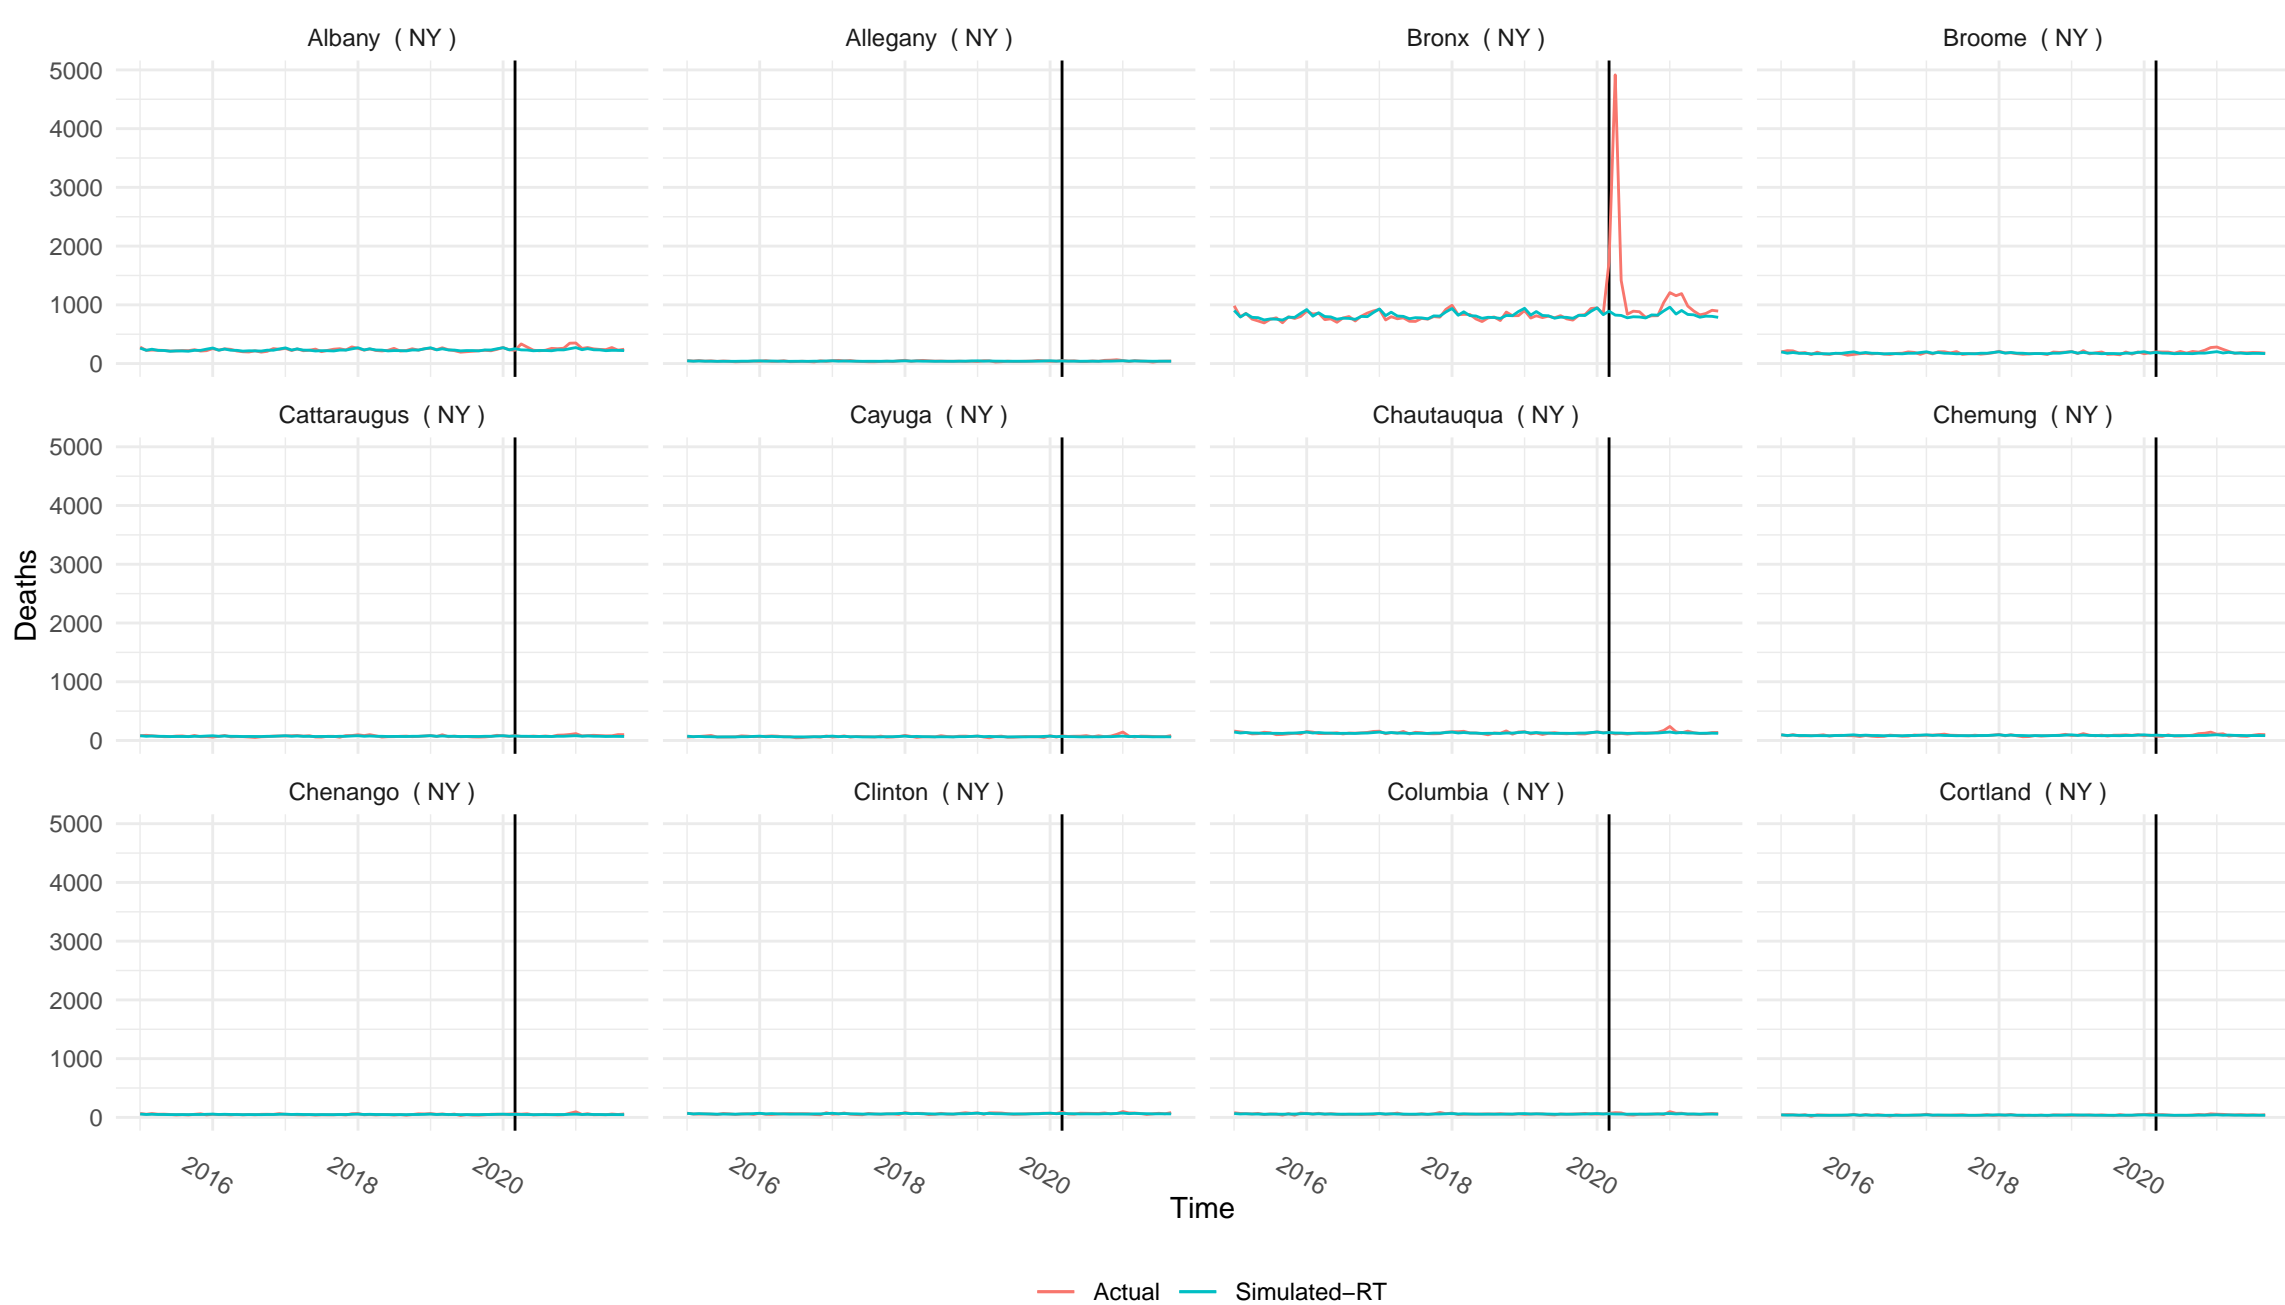 Albany ( NY )
Allegany ( NY )
Bronx ( NY )
Broome ( NY )
5000
4000
3000
2000
1000
0
Cattaraugus ( NY )
Cayuga ( NY )
Chautauqua ( NY )
Chemung ( NY )
5000
4000
3000
2000
1000
0
Chenango ( NY )
Clinton ( NY )
Columbia ( NY )
Cortland ( NY )
5000
4000
3000
2000
1000
0
Deaths
2016
2018
2020
2016
2018
2020
2016
2018
2020
2016
2018
2020
Time
Actual
Simulated−RT